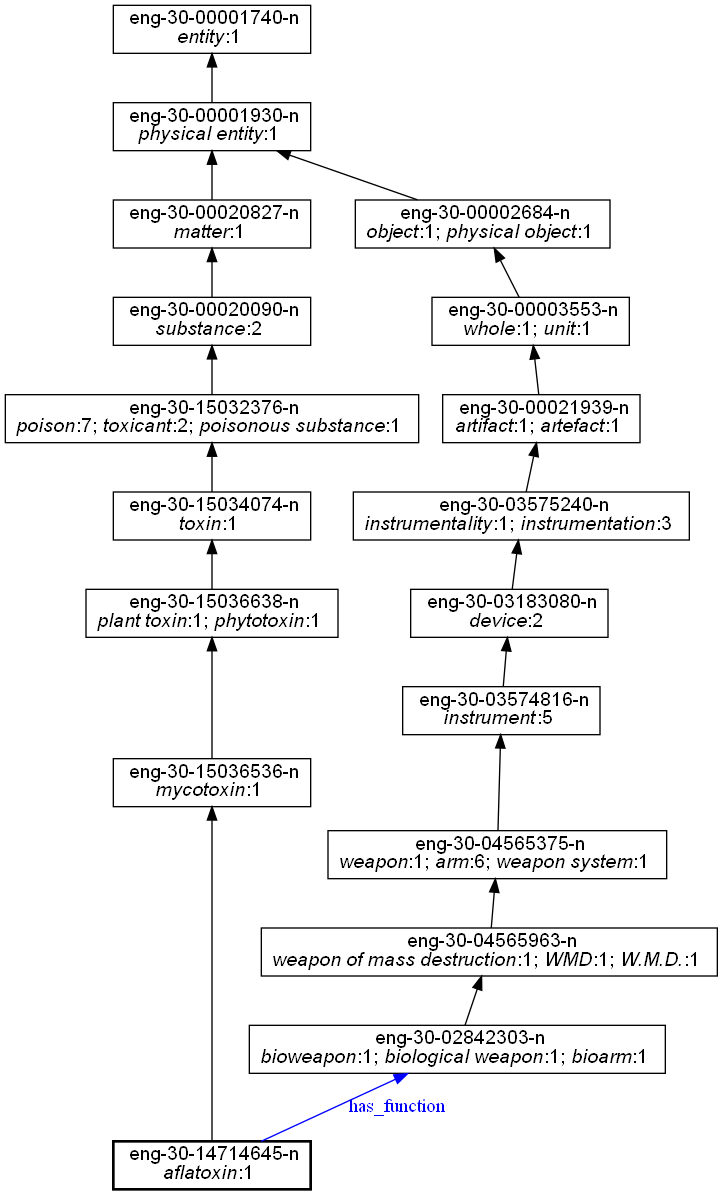 eng-30-00001740-n
entity:1
eng-30-00001930-n
physical entity:1
eng-30-00020827-n
matter:1
eng-30-00002684-n
object:1; physical object:1
eng-30-00020090-n
substance:2
eng-30-00003553-n
whole:1; unit:1
eng-30-15032376-n
poison:7; toxicant:2; poisonous substance:1
eng-30-00021939-n
artifact:1; artefact:1
eng-30-15034074-n
toxin:1
eng-30-03575240-n
instrumentality:1; instrumentation:3
eng-30-15036638-n
plant toxin:1; phytotoxin:1
eng-30-03183080-n
device:2
eng-30-03574816-n
instrument:5
eng-30-15036536-n
mycotoxin:1
eng-30-04565375-n
weapon:1; arm:6; weapon system:1
eng-30-04565963-n
weapon of mass destruction:1; WMD:1; W.M.D.:1
eng-30-02842303-n
bioweapon:1; biological weapon:1; bioarm:1
has_function
eng-30-14714645-n
aflatoxin:1